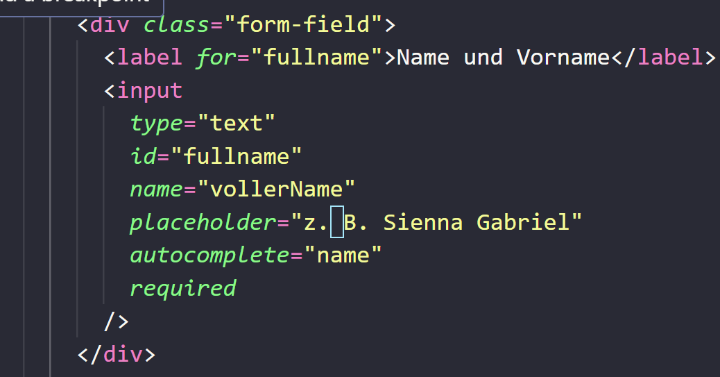 <div class="form-field">
<label for="fullname">Name und Vorname</label>
<input
type="text"
id="fullname"
name="vollerName"
placeholder="z. B. Sienna Gabriel"
autocomplete="name"
required
/>
</div>